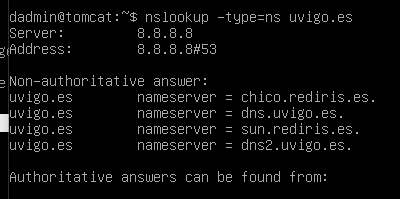 dadmin@tomcat:~$ nslookup -type=ns uvigo.es
Server:         8.8.8.8
Address:        8.8.8.8#53

Non-authoritative answer:
uvigo.es        nameserver = chico.rediris.es.
uvigo.es        nameserver = dns.uvigo.es.
uvigo.es        nameserver = sun.rediris.es.
uvigo.es        nameserver = dns2.uvigo.es.

Authoritative answers can be found from: